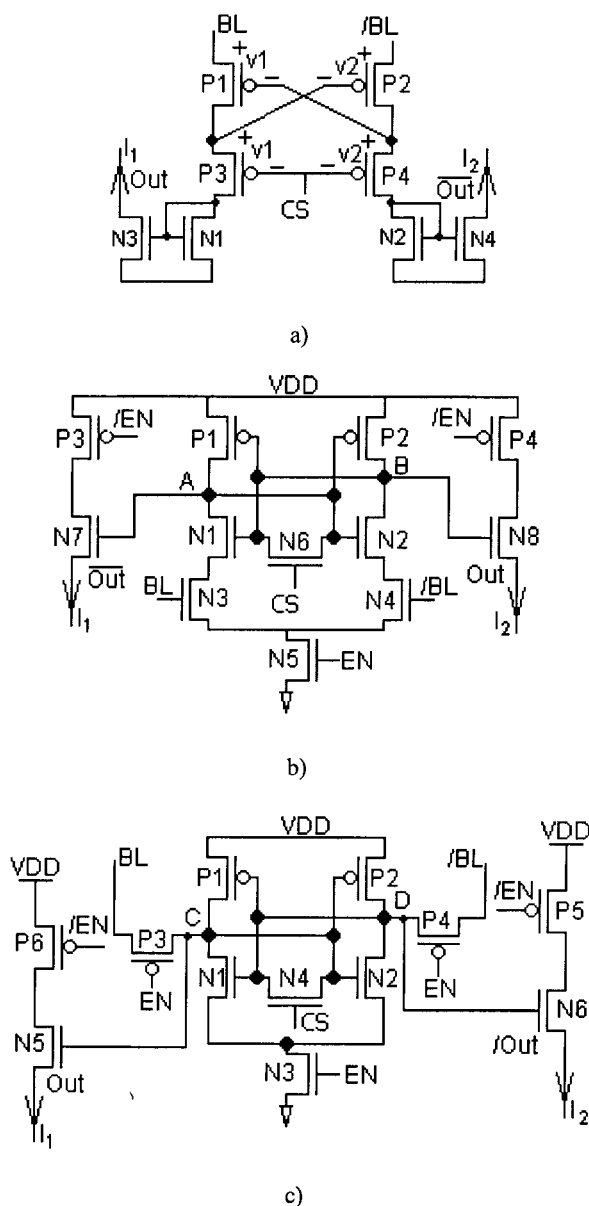 BL /BL
+ v1 − v2 +
P1 − − P2
+ v1 v2 +
I1 P3 − − P4 I2
Out CS Out
N3 N1 N2 N4
a)
VDD
P3 /EN P1 P2 /EN P4
A B
N7 N1 N6 N2 N8
Out BL CS /BL Out
N3 N4
I1 N5 EN I2
b)
VDD
VDD BL P1 P2 /BL VDD
P6 /EN C D P4 /EN P5
P3
EN N1 N4 N2 EN
N5 CS N6
Out /Out
N3 EN
I1 I2
c)